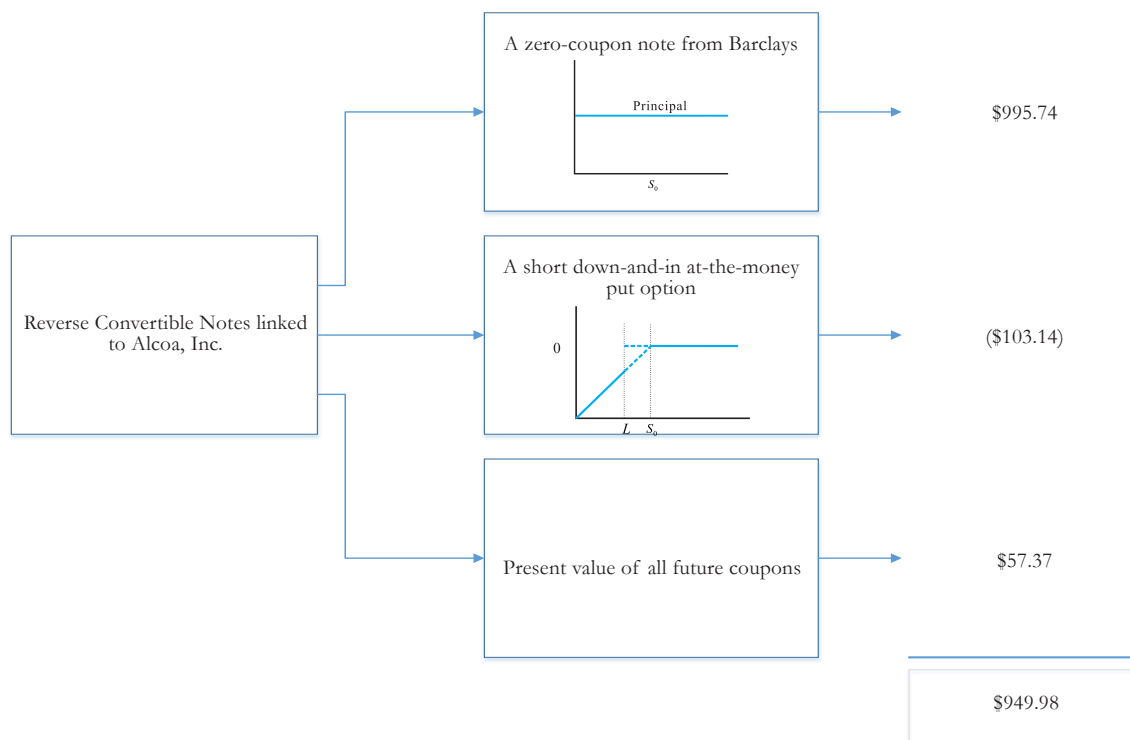 A zero-coupon note from Barclays
Principal
S₀
$995.74
Reverse Convertible Notes linked
to Alcoa, Inc.
A short down-and-in at-the-money
put option
0
L S₀
($103.14)
Present value of all future coupons
$57.37
$949.98